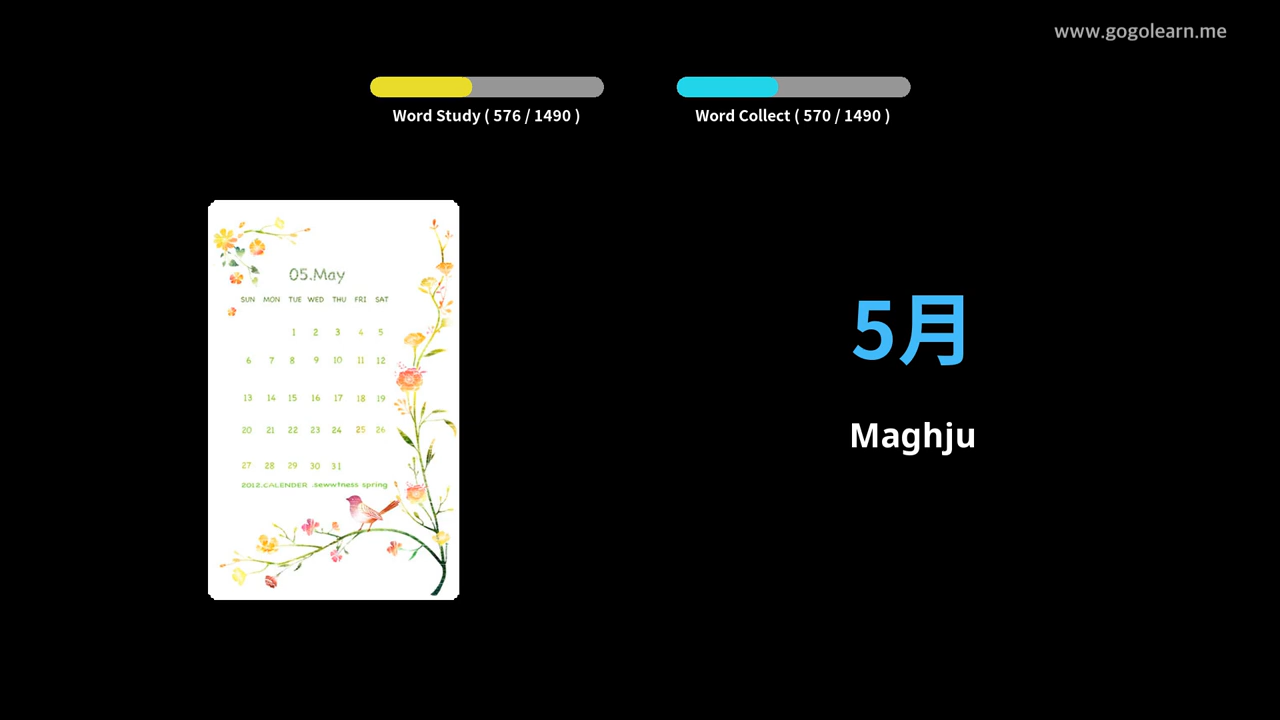 www.gogolearn.me
Word Study ( 576 / 1490 )
Word Collect ( 570 / 1490 )
05.May
SUN MON TUE WED THU FRI SAT
1 2 3 4 5
6 7 8 9 10 11 12
13 14 15 16 17 18 19
20 21 22 23 24 25 26
27 28 29 30 31
2012.CALENDER .sewwtness spring
5月
Maghju